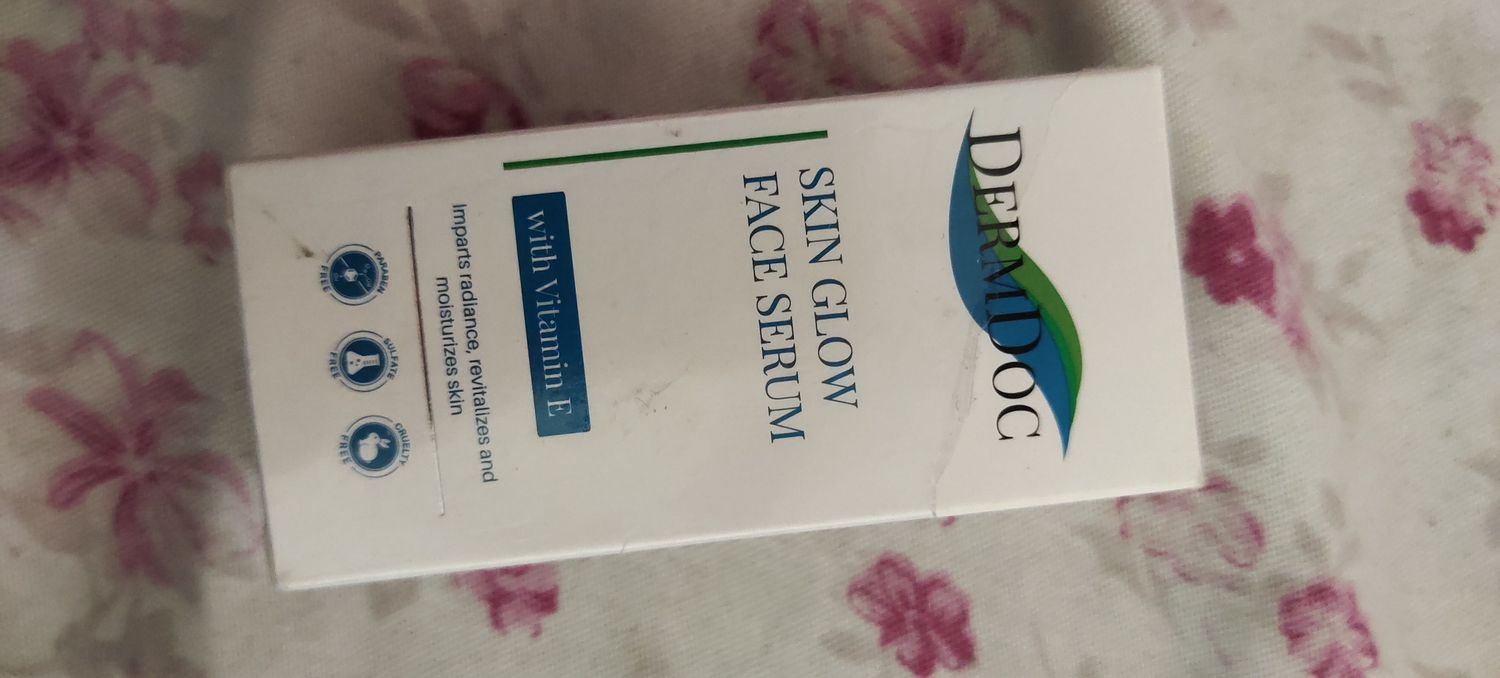 DERMDOC
SKIN GLOW
FACE SERUM
with Vitamin E
Imparts radiance, revitalizes and
moisturizes skin
PARABEN
FREE
SULFATE
FREE
CRUELTY
FREE